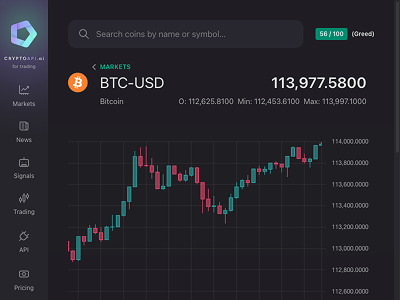 CRYPTOAPI.ai
for trading
Markets
News
Signals
Trading
API
Pricing
Search coins by name or symbol...
56 / 100 (Greed)
MARKETS
BTC-USD 113,977.5800
Bitcoin O: 112,625.8100 Min: 112,453.6100 Max: 113,997.1000
114,000.0000
113,800.0000
113,600.0000
113,400.0000
113,200.0000
113,000.0000
112,800.0000
112,600.0000